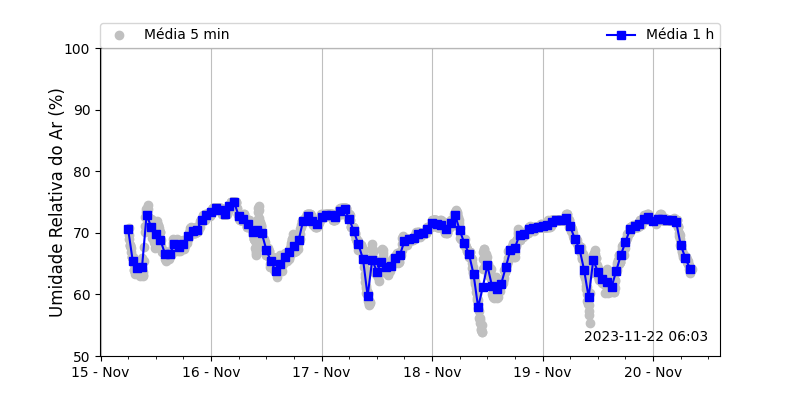 Média 5 min
Média 1 h
Umidade Relativa do Ar (%)
100
90
80
70
60
50
2023-11-22 06:03
15 - Nov
16 - Nov
17 - Nov
18 - Nov
19 - Nov
20 - Nov